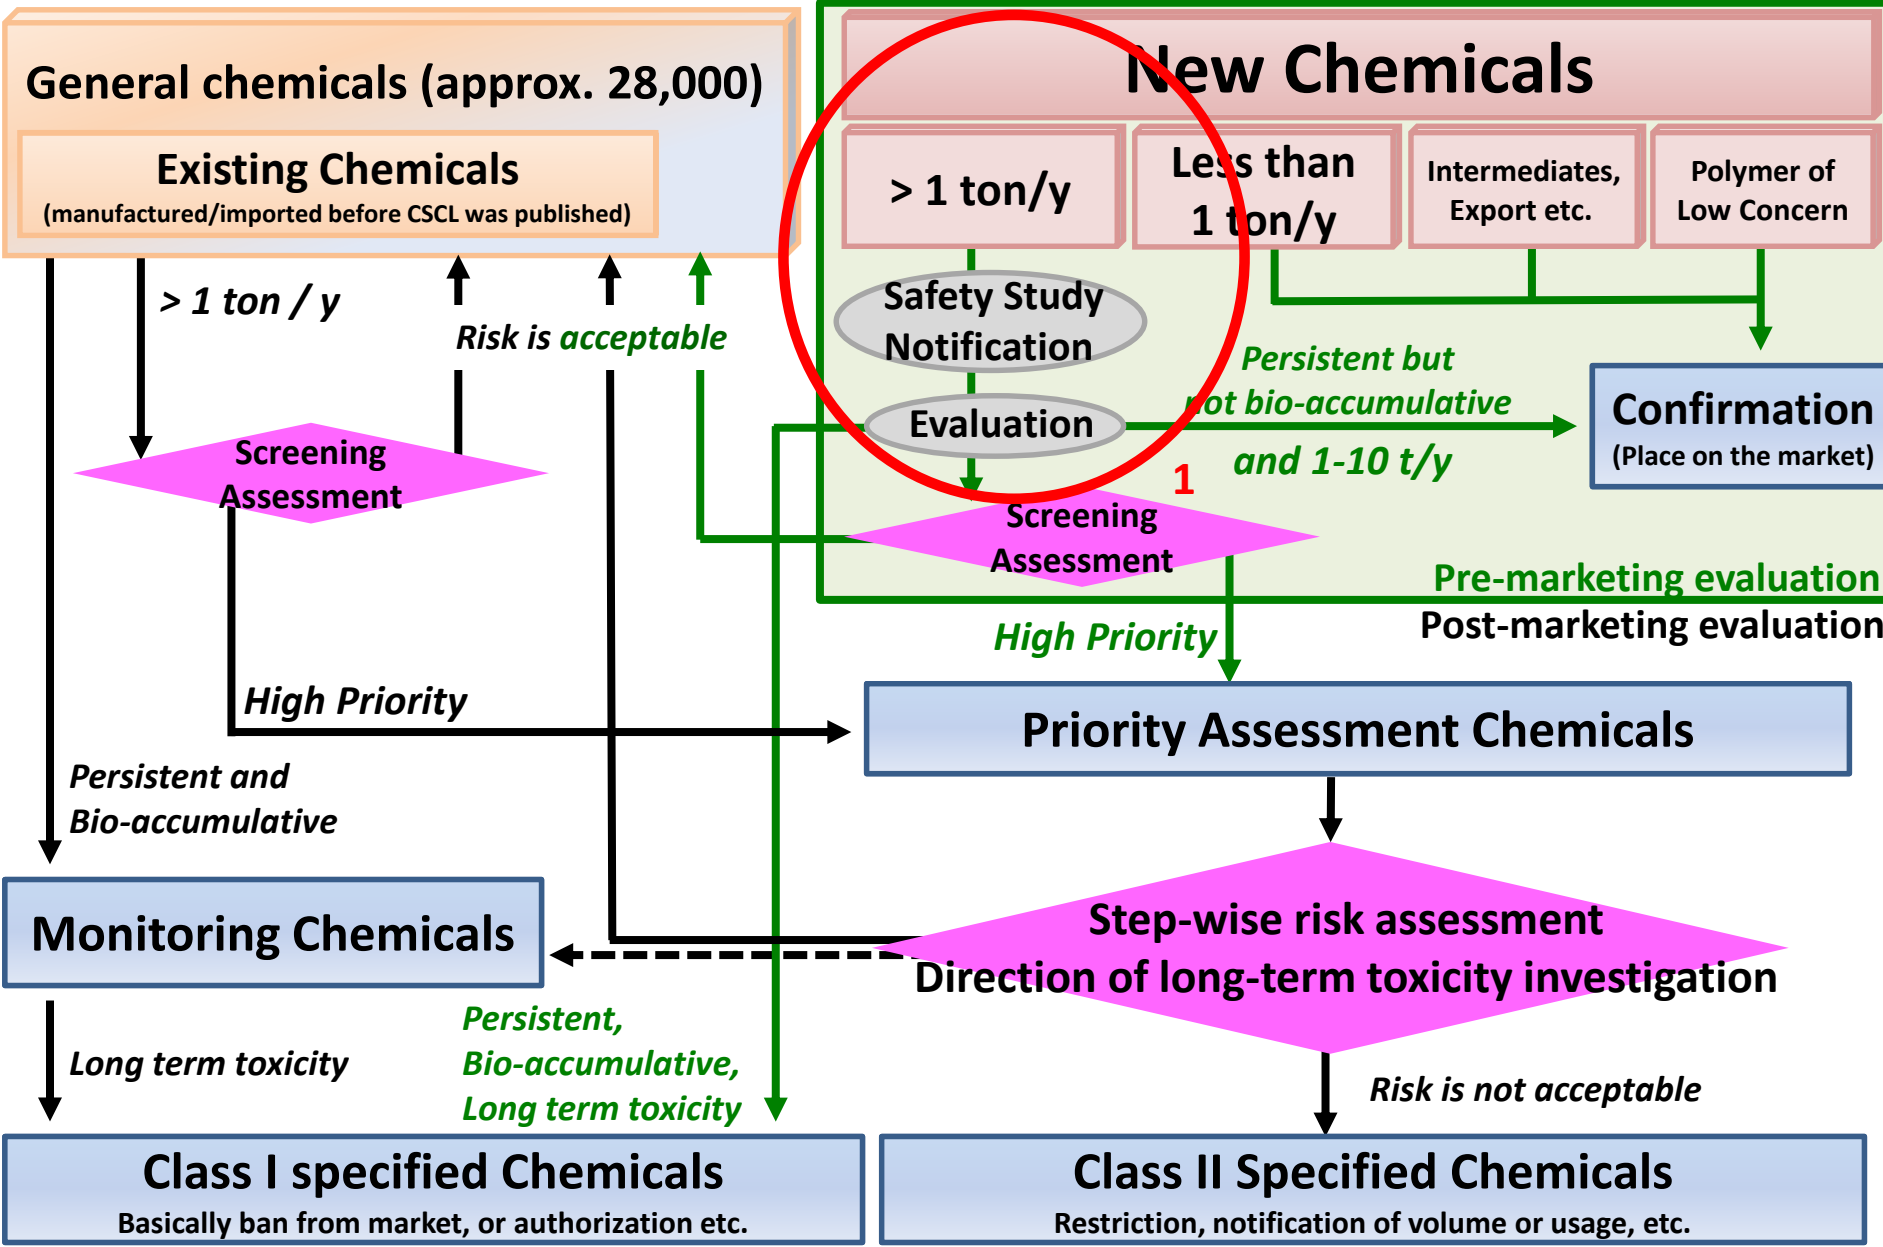 General chemicals (approx. 28,000)
Existing Chemicals
(manufactured/imported before CSCL was published)
New Chemicals
> 1 ton/y
Less than
1 ton/y
Intermediates,
Export etc.
Polymer of
Low Concern
> 1 ton / y
Risk is acceptable
Safety Study
Notification
Evaluation
Persistent but
not bio-accumulative
and 1-10 t/y
Confirmation
(Place on the market)
Screening
Assessment
1
Screening
Assessment
Pre-marketing evaluation
Post-marketing evaluation
High Priority
High Priority
Priority Assessment Chemicals
Persistent and
Bio-accumulative
Monitoring Chemicals
Step-wise risk assessment
Direction of long-term toxicity investigation
Long term toxicity
Persistent,
Bio-accumulative,
Long term toxicity
Risk is not acceptable
Class I specified Chemicals
Basically ban from market, or authorization etc.
Class II Specified Chemicals
Restriction, notification of volume or usage, etc.